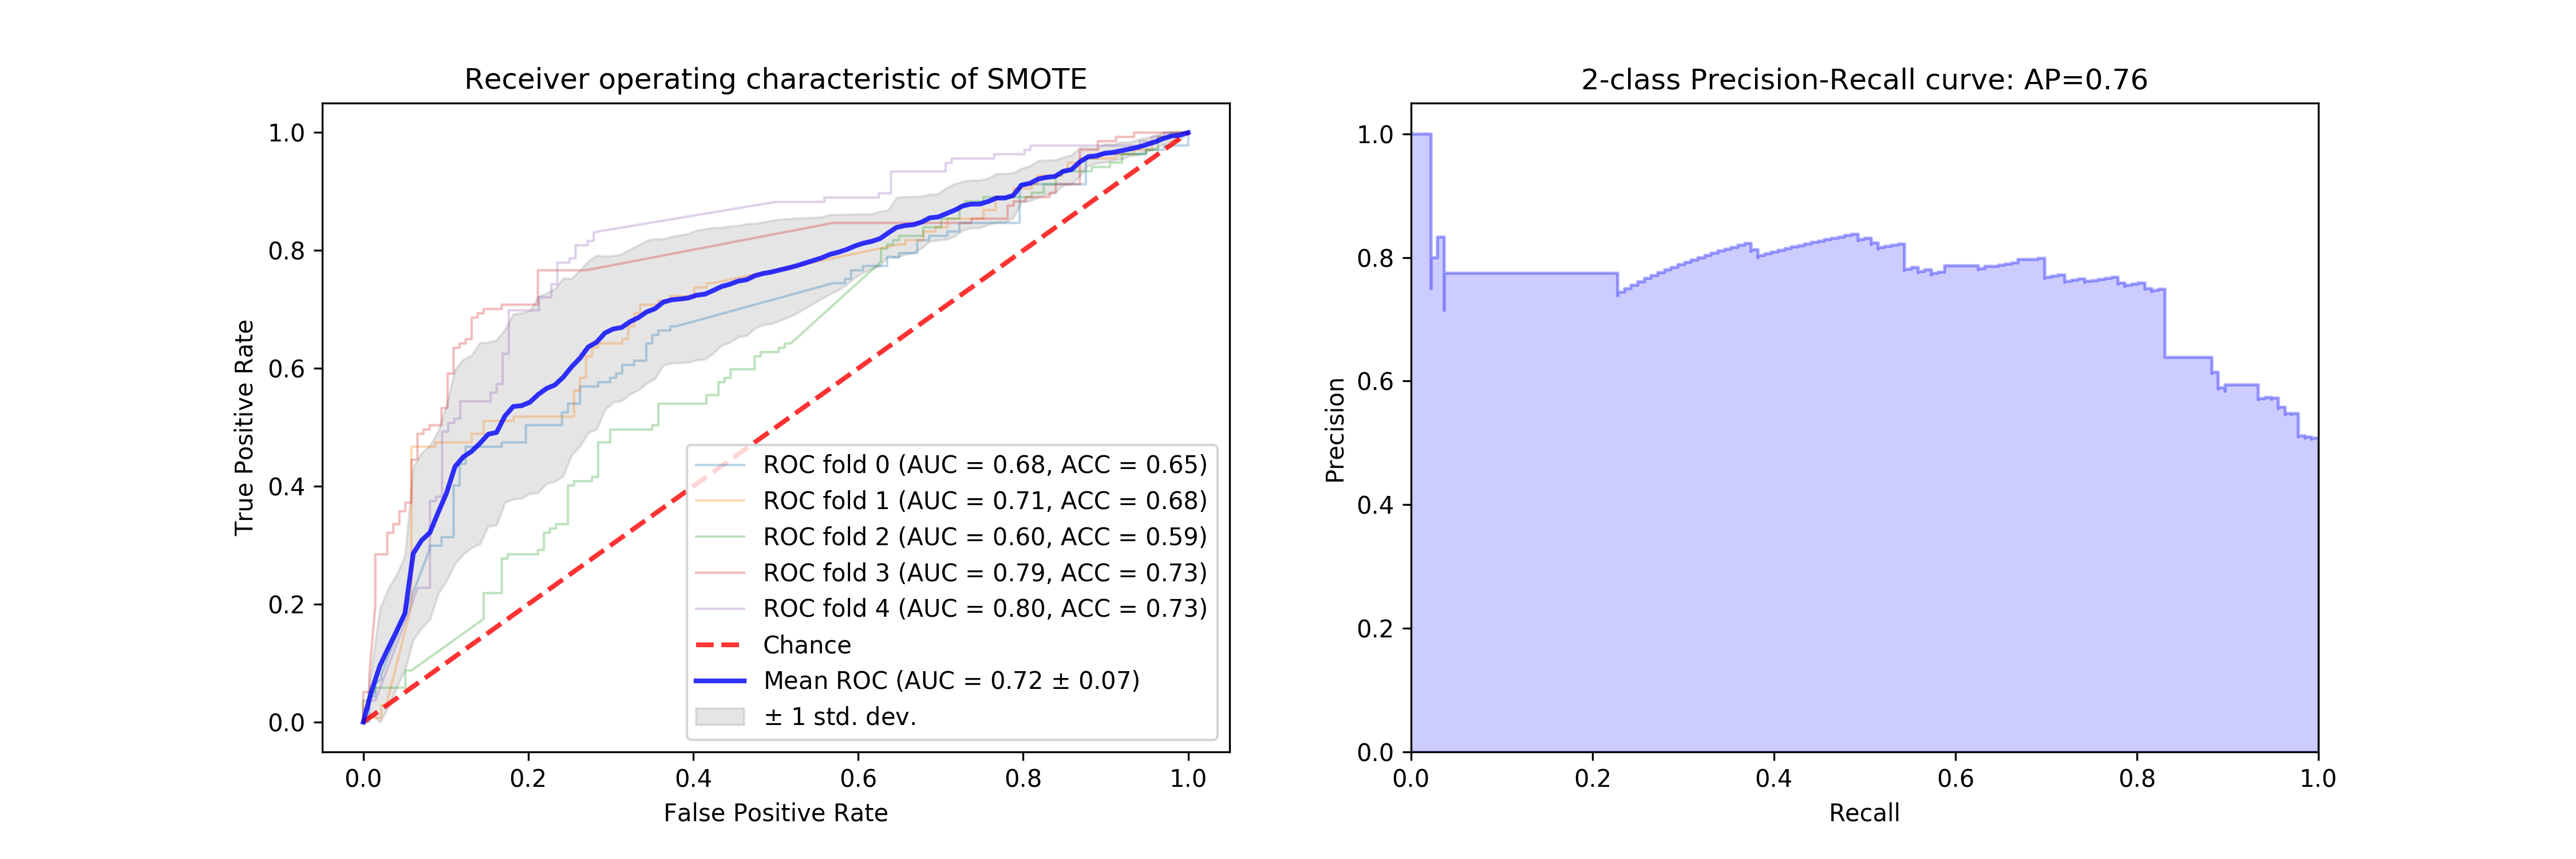 Receiver operating characteristic of SMOTE
True Positive Rate
1.0
0.8
0.6
0.4
0.2
0.0
ROC fold 0 (AUC = 0.68, ACC = 0.65)
ROC fold 1 (AUC = 0.71, ACC = 0.68)
ROC fold 2 (AUC = 0.60, ACC = 0.59)
ROC fold 3 (AUC = 0.79, ACC = 0.73)
ROC fold 4 (AUC = 0.80, ACC = 0.73)
Chance
Mean ROC (AUC = 0.72 ± 0.07)
± 1 std. dev.
0.0 0.2 0.4 0.6 0.8 1.0
False Positive Rate
2-class Precision-Recall curve: AP=0.76
Precision
1.0
0.8
0.6
0.4
0.2
0.0
0.0 0.2 0.4 0.6 0.8 1.0
Recall